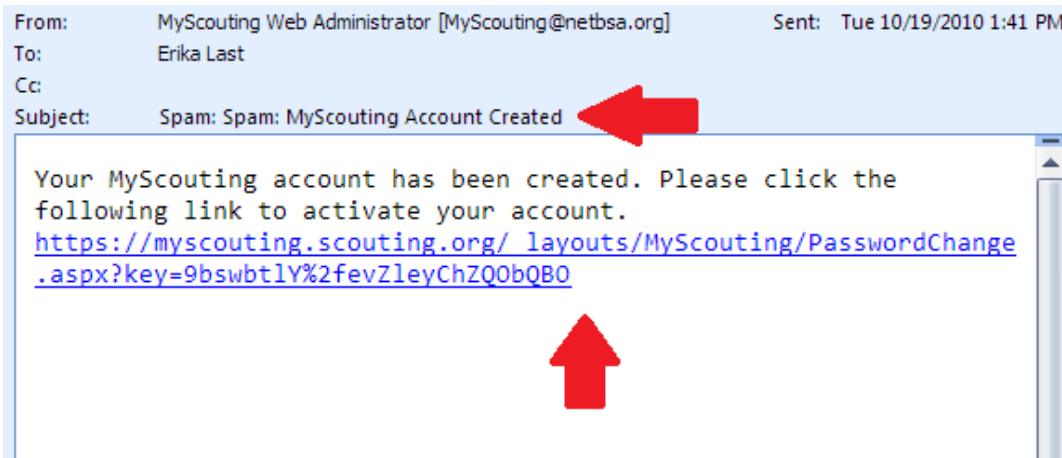 From: MyScouting Web Administrator [MyScouting@netbsa.org] Sent: Tue 10/19/2010 1:41 PM
To: Erika Last
Cc:
Subject: Spam: Spam: MyScouting Account Created
Your MyScouting account has been created. Please click the
following link to activate your account.
https://myscouting.scouting.org/_layouts/MyScouting/PasswordChange
.aspx?key=9bswbtlY%2fevZleyChZQObQBO